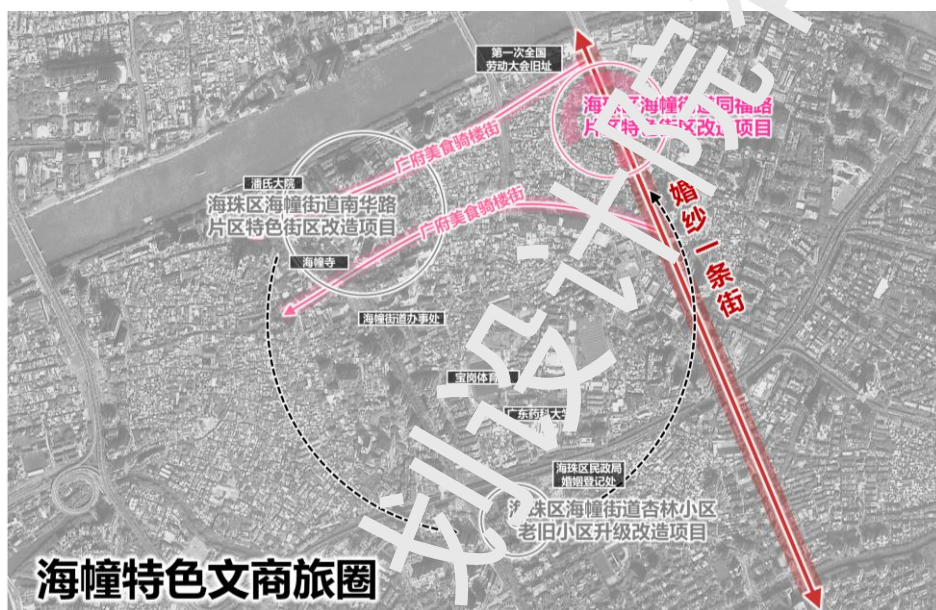 第一次全国
劳动大会旧址
海珠区海幢街道同福路
片区特色街区改造项目
广府美食骑楼街
潘氏大院
海珠区海幢街道南华路
片区特色街区改造项目
广府美食骑楼街
婚纱一条街
海幢寺
海幢街道办事处
宝岗体育
广东药科大学
海珠区民政局
婚姻登记处
海珠区海幢街道杏林小区
老旧小区升级改造项目
海幢特色文商旅圈
划设计院有